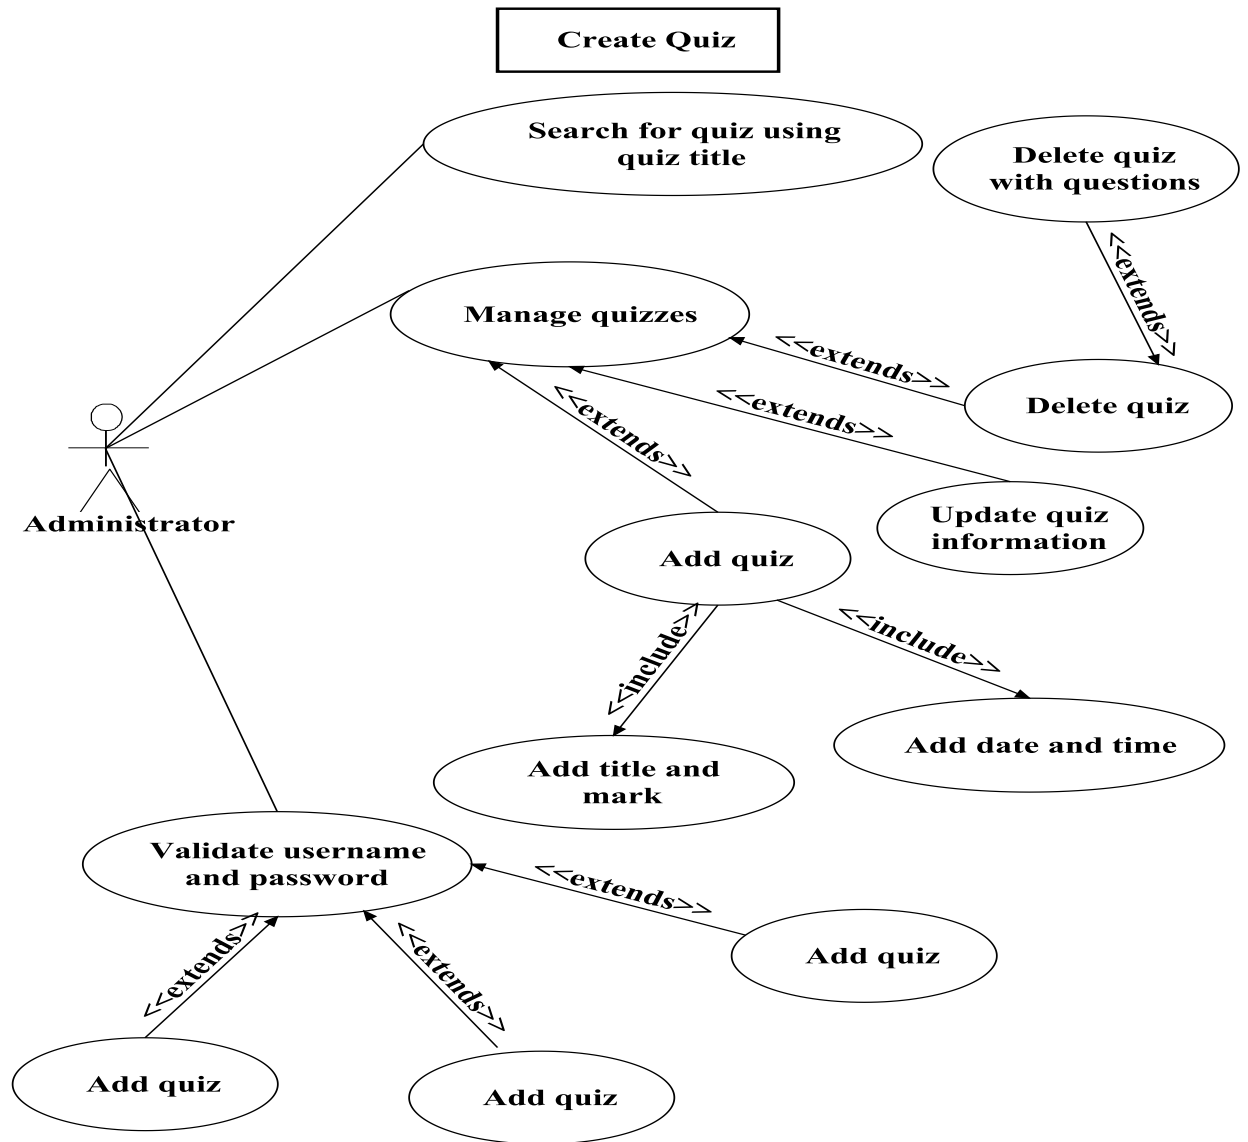 Create Quiz
Search for quiz using
quiz title
Delete quiz
with questions
<<extends>>
Manage quizzes
<<extends>>
Delete quiz
<<extends>>
<<extends>>
Administrator
Update quiz
information
Add quiz
<<include>>
<<include>>
Add date and time
Add title and
mark
Validate username
and password
<<extends>>
<<extends>>
<<extends>>
Add quiz
Add quiz
Add quiz